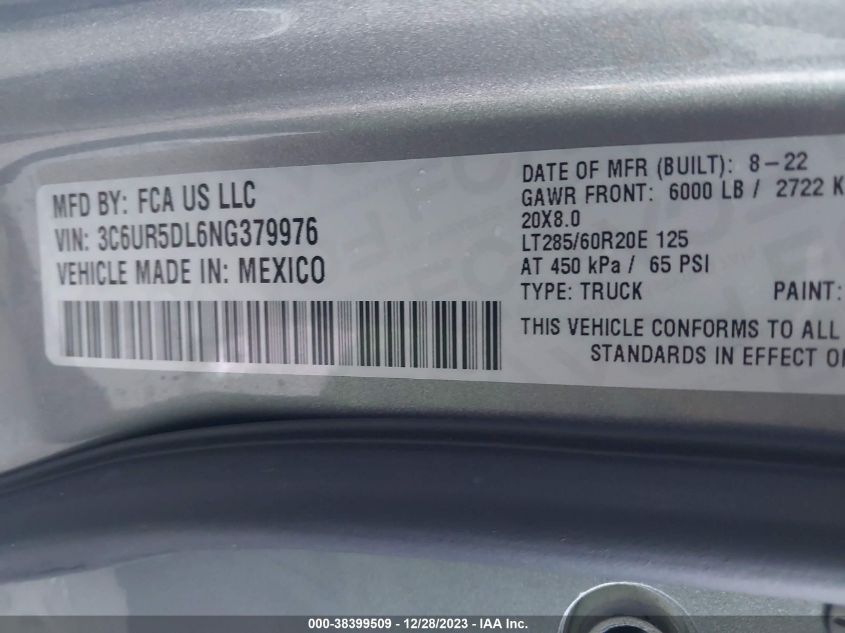 MFD BY: FCA US LLC
VIN: 3C6UR5DL6NG379976
VEHICLE MADE IN: MEXICO
DATE OF MFR (BUILT): 8-22
GAWR FRONT: 6000 LB / 2722 K
20X8.0
LT285/60R20E 125
AT 450 kPa / 65 PSI
TYPE: TRUCK PAINT:
THIS VEHICLE CONFORMS TO ALL
STANDARDS IN EFFECT O
000-38399509 - 12/28/2023 - IAA Inc.